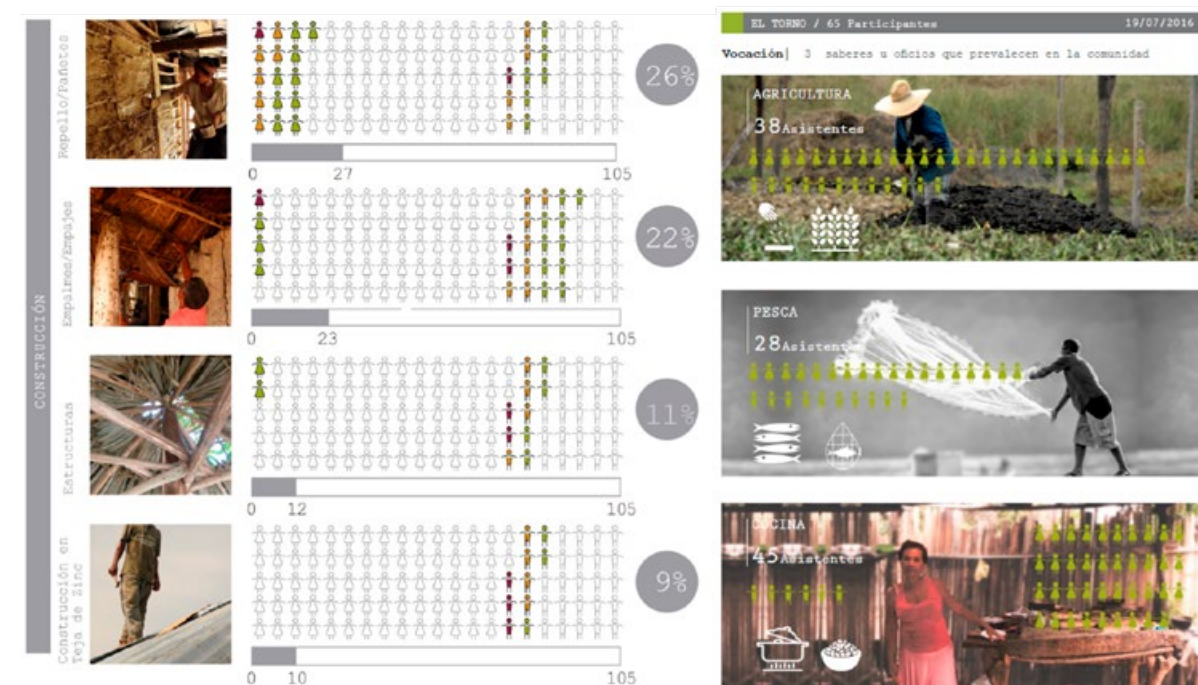 CONSTRUCCIÓN
Repello/Pañotes
26%
0 27 105
Empalmes/Empajes
22%
0 23 105
Estructuras
11%
0 12 105
Construcción en
Teja de Zinc
9%
0 10 105
EL TORNO / 65 Participantes 19/07/2016
Vocación| 3 saberes u oficios que prevalecen en la comunidad
AGRICULTURA
38Asistentes
PESCA
28Asistentes
COCINA
45Asistentes